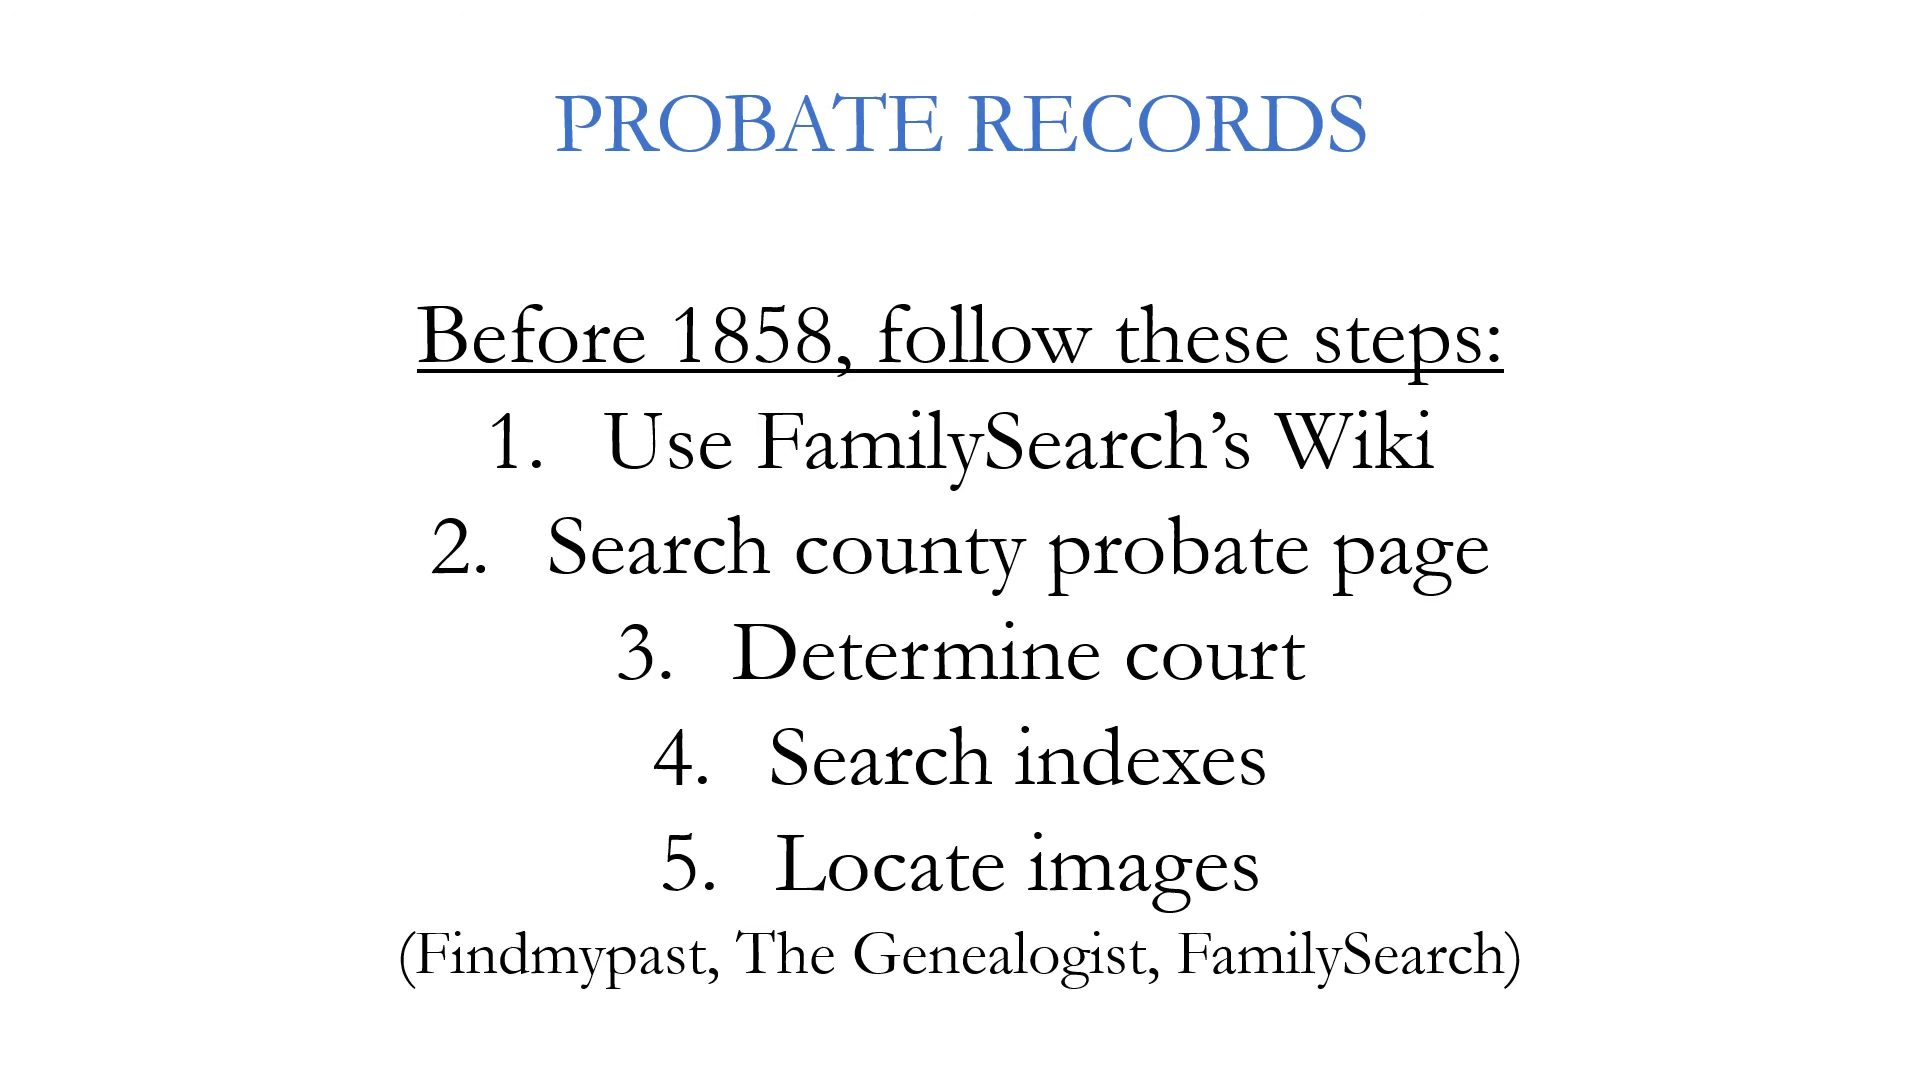 PROBATE RECORDS
Before 1858, follow these steps:
1. Use FamilySearch’s Wiki
2. Search county probate page
3. Determine court
4. Search indexes
5. Locate images
(Findmypast, The Genealogist, FamilySearch)